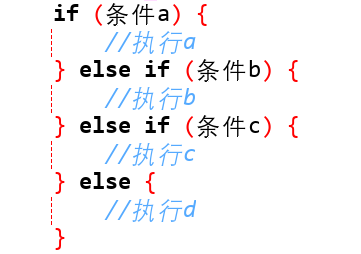 if (条件a) {
    //执行a
} else if (条件b) {
    //执行b
} else if (条件c) {
    //执行c
} else {
    //执行d
}